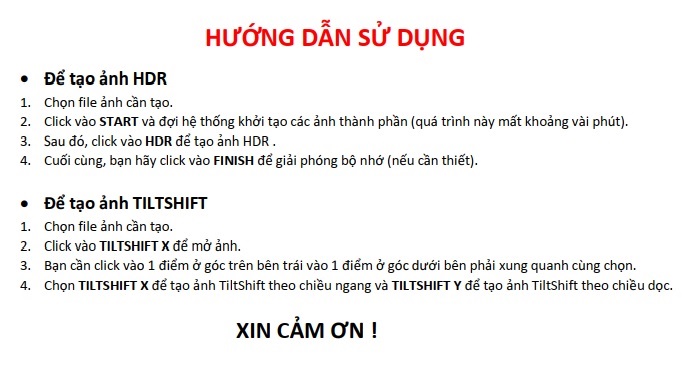 HƯỚNG DẪN SỬ DỤNG
• Để tạo ảnh HDR
1. Chọn file ảnh cần tạo.
2. Click vào START và đợi hệ thống khởi tạo các ảnh thành phần (quá trình này mất khoảng vài phút).
3. Sau đó, click vào HDR để tạo ảnh HDR .
4. Cuối cùng, bạn hãy click vào FINISH để giải phóng bộ nhớ (nếu cần thiết).
• Để tạo ảnh TILTSHIFT
1. Chọn file ảnh cần tạo.
2. Click vào TILTSHIFT X để mở ảnh.
3. Bạn cần click vào 1 điểm ở góc trên bên trái vào 1 điểm ở góc dưới bên phải xung quanh cùng chọn.
4. Chọn TILTSHIFT X để tạo ảnh TiltShift theo chiều ngang và TILTSHIFT Y để tạo ảnh TiltShift theo chiều dọc.
XIN CẢM ƠN !